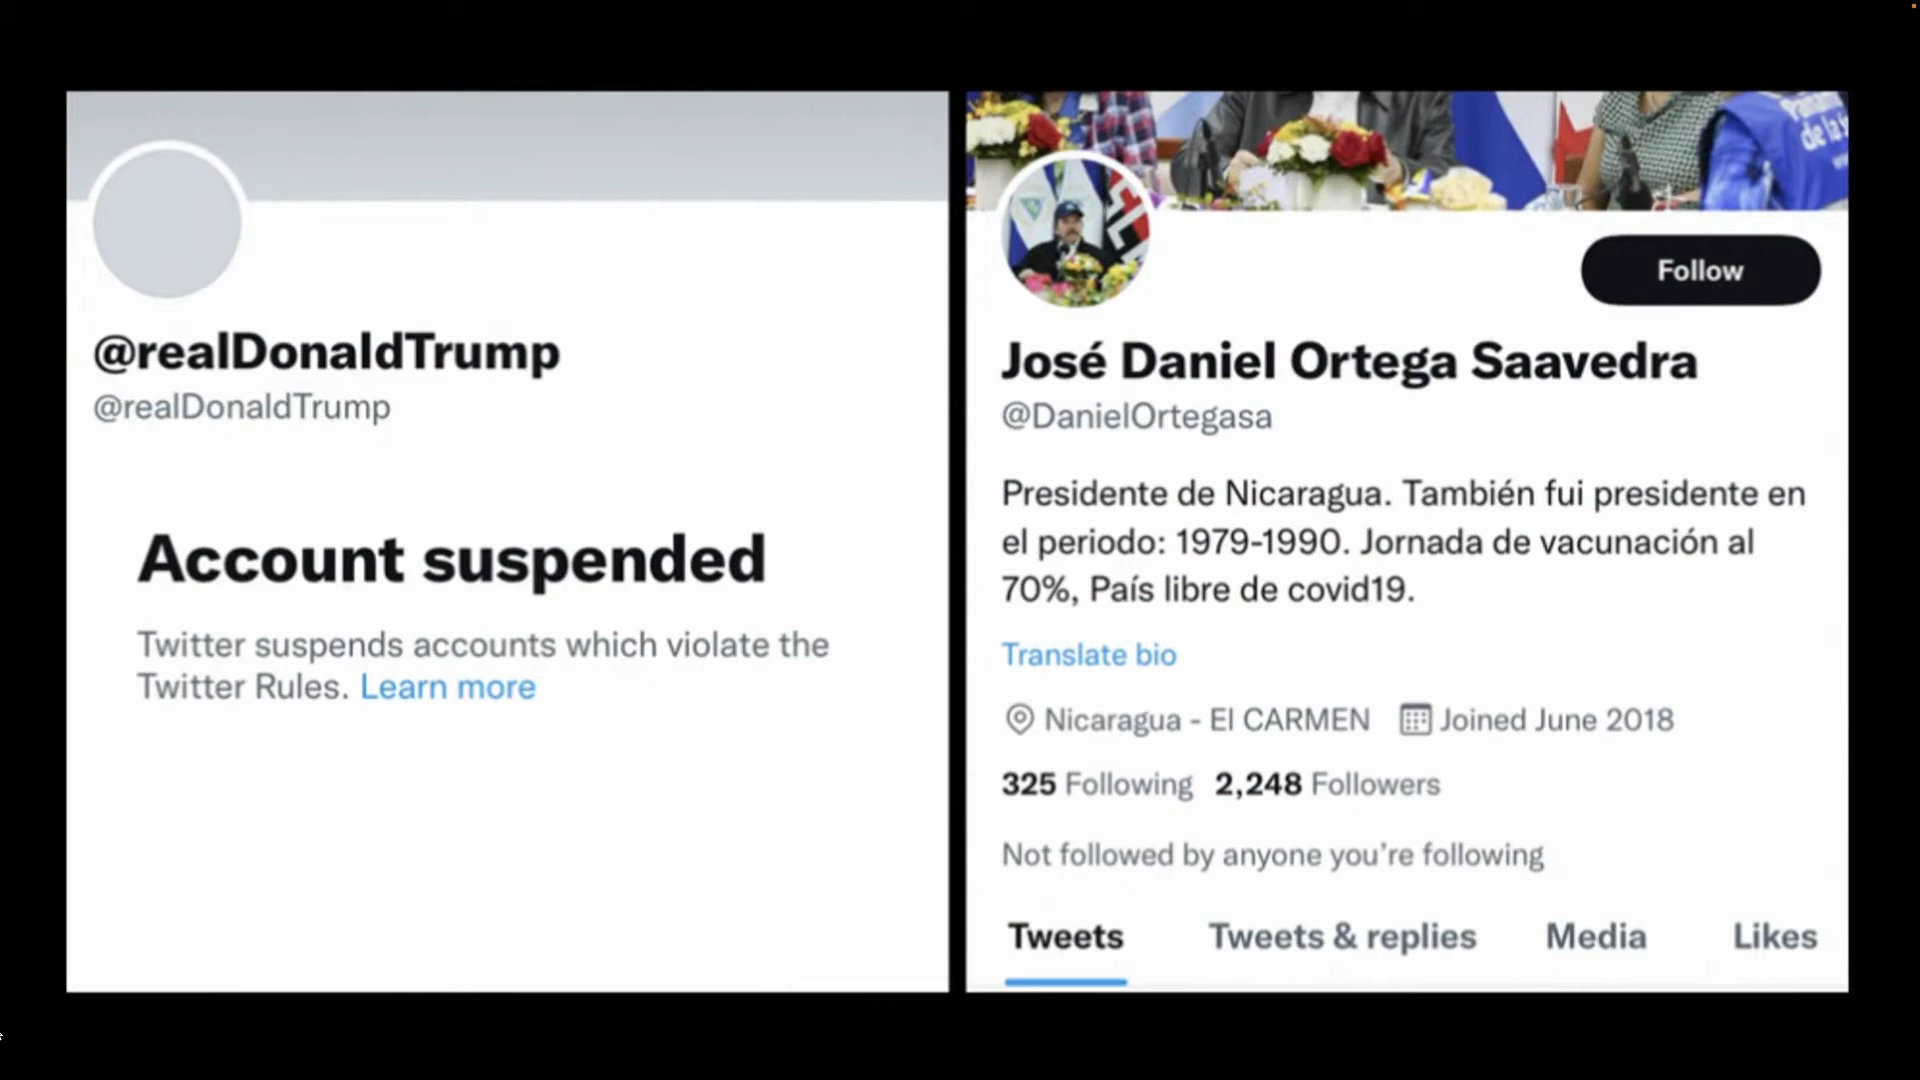 @realDonaldTrump
@realDonaldTrump
Account suspended
Twitter suspends accounts which violate the
Twitter Rules. Learn more
de la
Follow
José Daniel Ortega Saavedra
@DanielOrtegasa
Presidente de Nicaragua. También fui presidente en
el periodo: 1979-1990. Jornada de vacunación al
70%, País libre de covid19.
Translate bio
Nicaragua - El CARMEN Joined June 2018
325 Following 2,248 Followers
Not followed by anyone you're following
Tweets Tweets & replies Media Likes